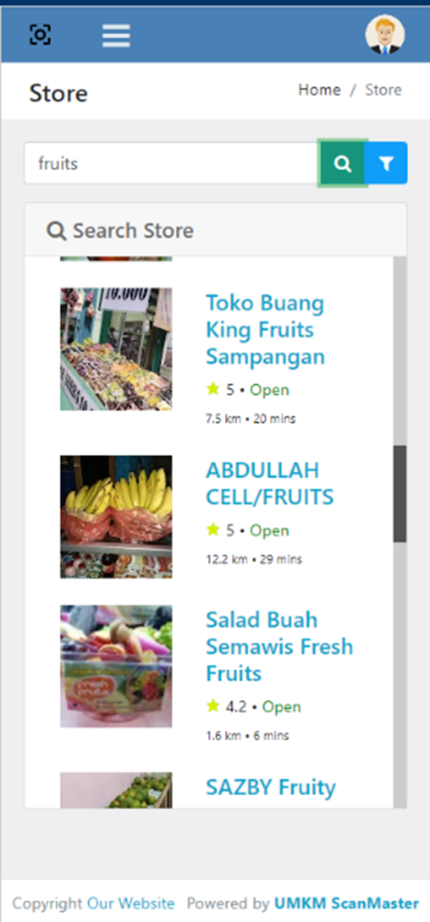 Store
Home / Store
fruits
Search Store
10.000
Toko Buang
King Fruits
Sampangan
5 • Open
7.5 km • 20 mins
ABDULLAH
CELL/FRUITS
5 • Open
12.2 km • 29 mins
Salad Buah
Semawis Fresh
Fruits
fresh
fruits
4.2 • Open
1.6 km • 6 mins
SAZBY Fruity
Copyright Our Website Powered by UMKM ScanMaster